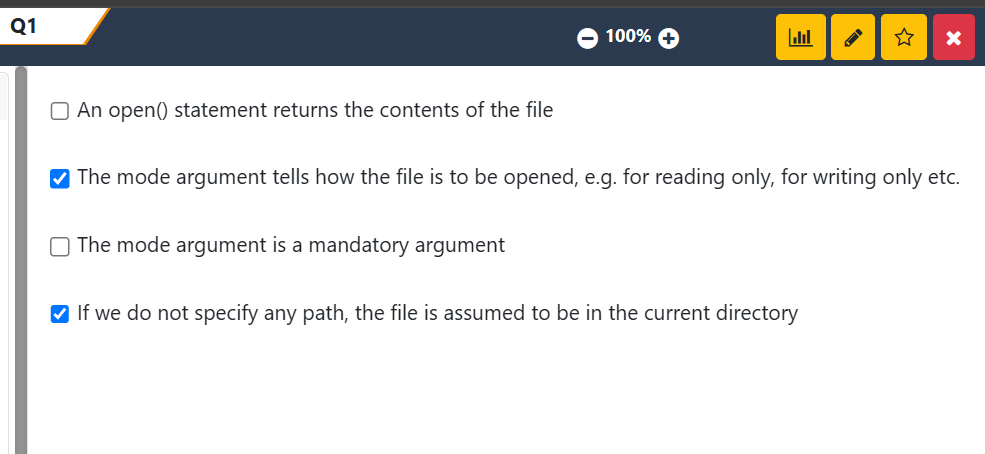 Q1
100%
An open() statement returns the contents of the file
The mode argument tells how the file is to be opened, e.g. for reading only, for writing only etc.
The mode argument is a mandatory argument
If we do not specify any path, the file is assumed to be in the current directory